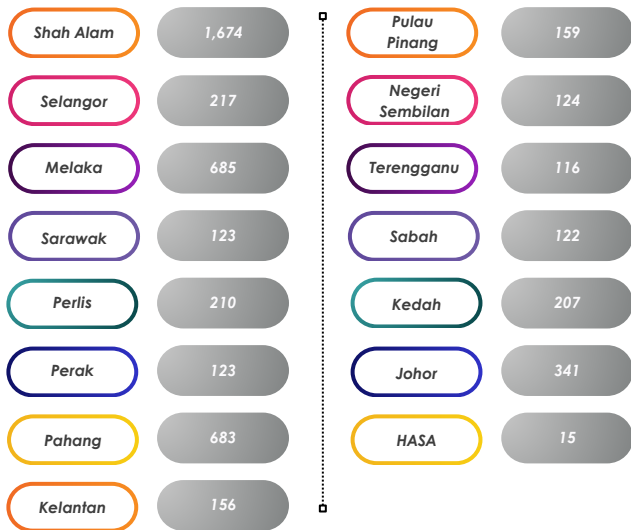 Shah Alam 1,674
Selangor 217
Melaka 685
Sarawak 123
Perlis 210
Perak 123
Pahang 683
Kelantan 156
Pulau
Pinang 159
Negeri
Sembilan 124
Terengganu 116
Sabah 122
Kedah 207
Johor 341
HASA 15